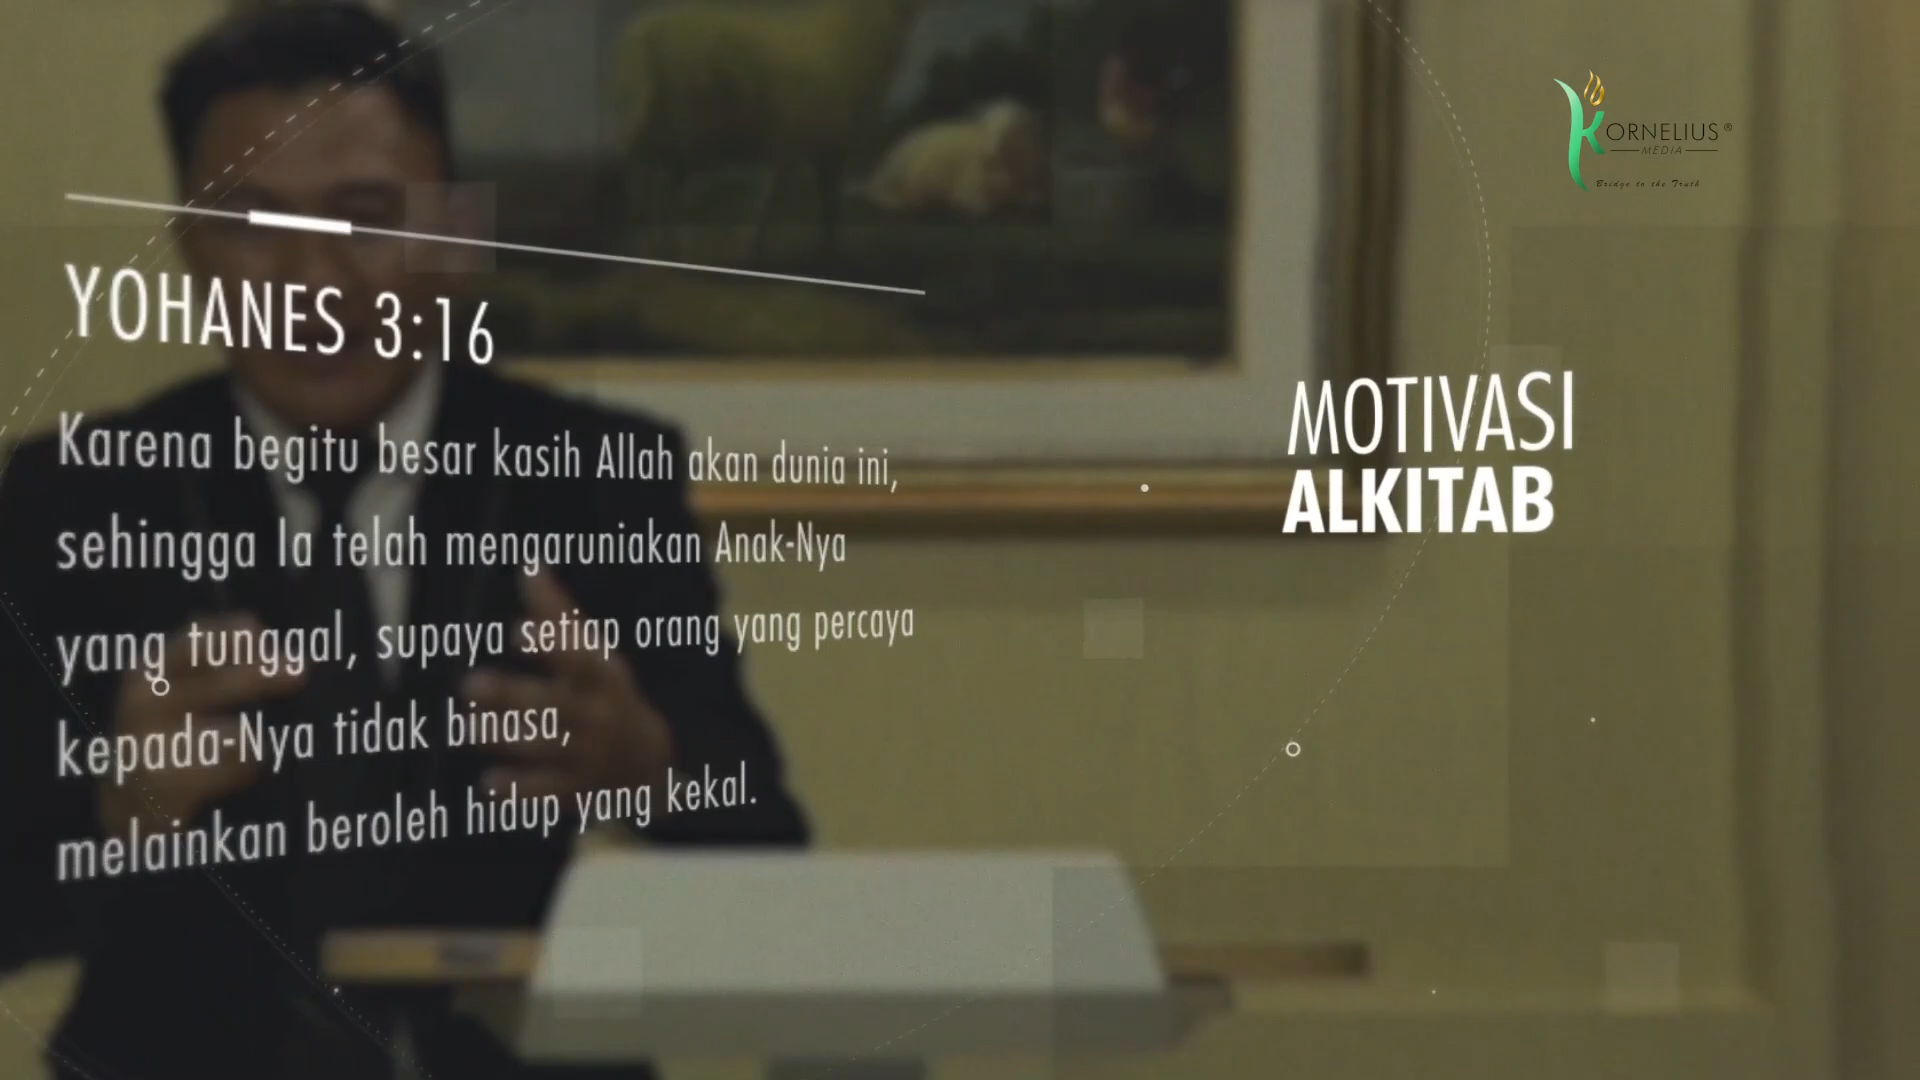 KORNELIUS ®
MEDIA
Bridge to the Truth
YOHANES 3:16
Karena begitu besar kasih Allah akan dunia ini,
sehingga Ia telah mengaruniakan Anak-Nya
yang tunggal, supaya setiap orang yang percaya
kepada-Nya tidak binasa,
melainkan beroleh hidup yang kekal.
MOTIVASI
ALKITAB